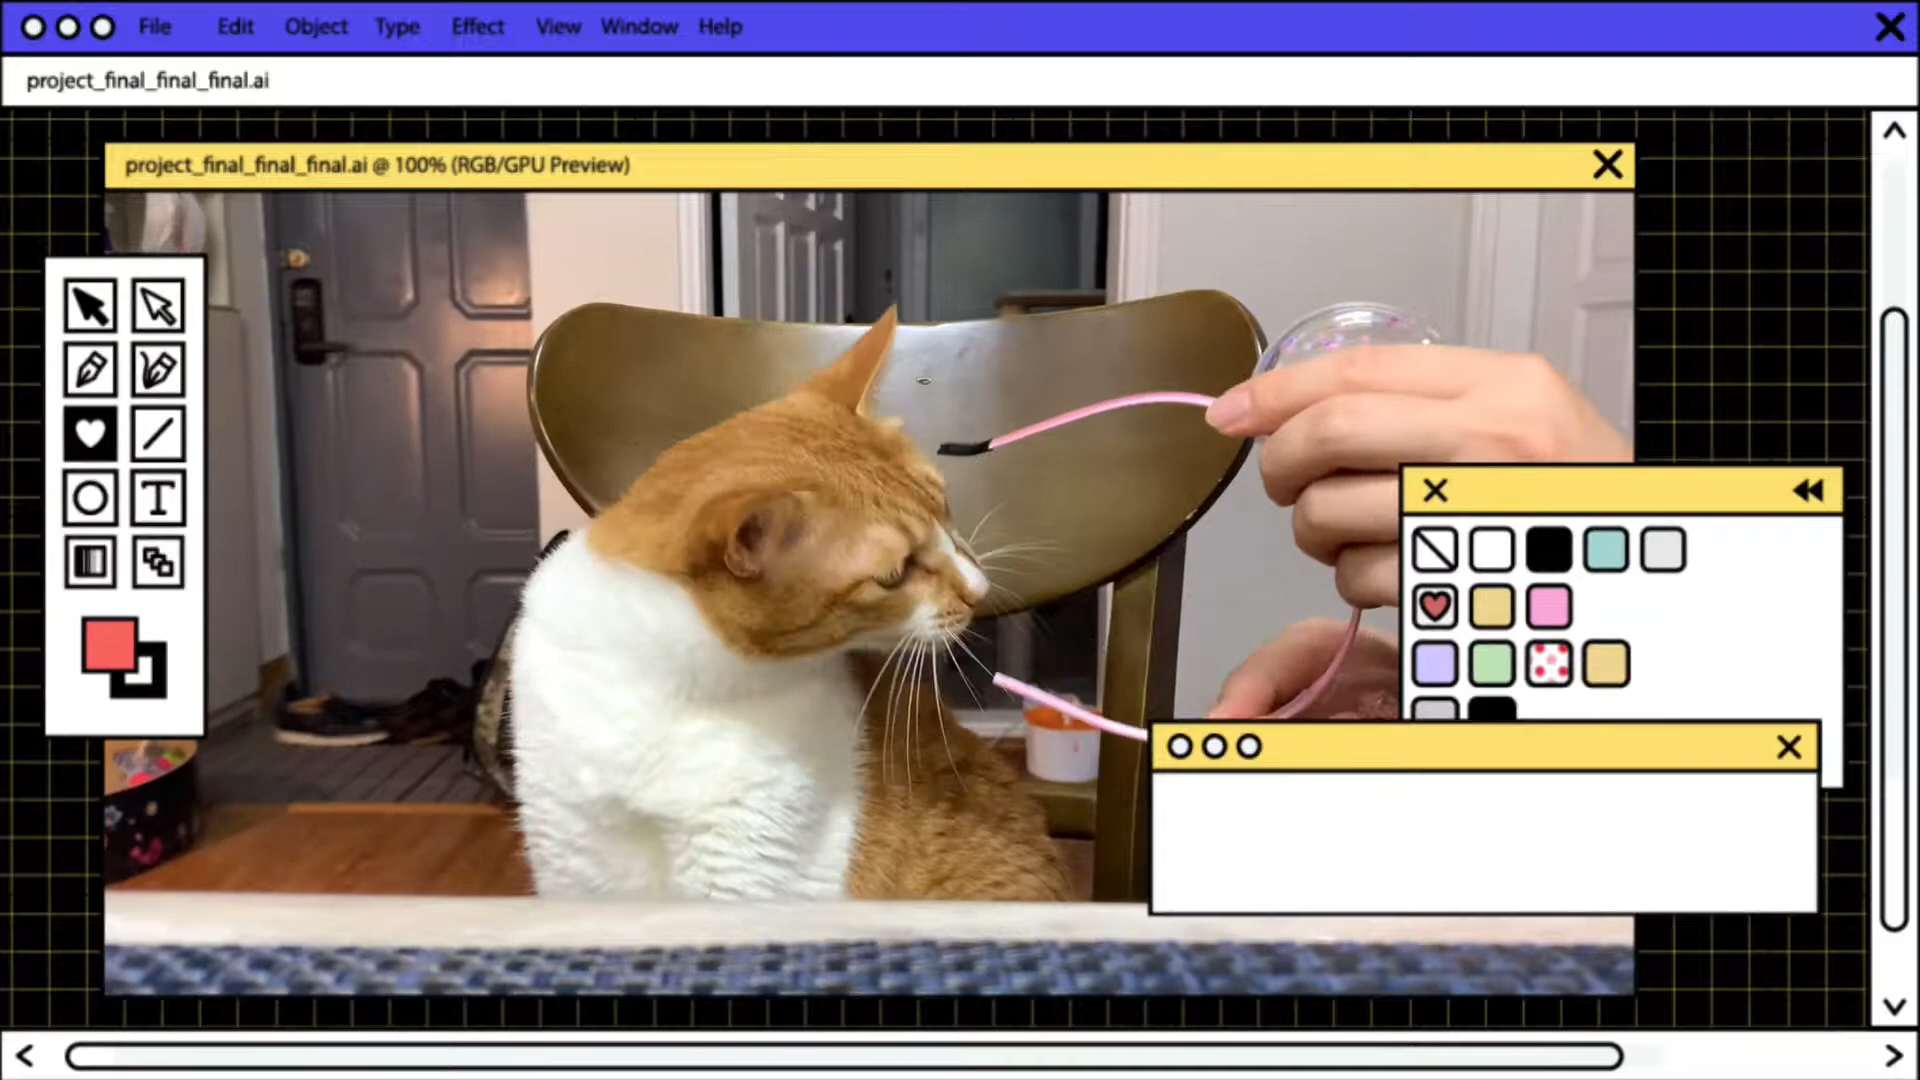 File Edit Object Type Effect View Window Help
project_final_final_final.ai
project_final_final_final.ai @ 100% (RGB/GPU Preview)
T